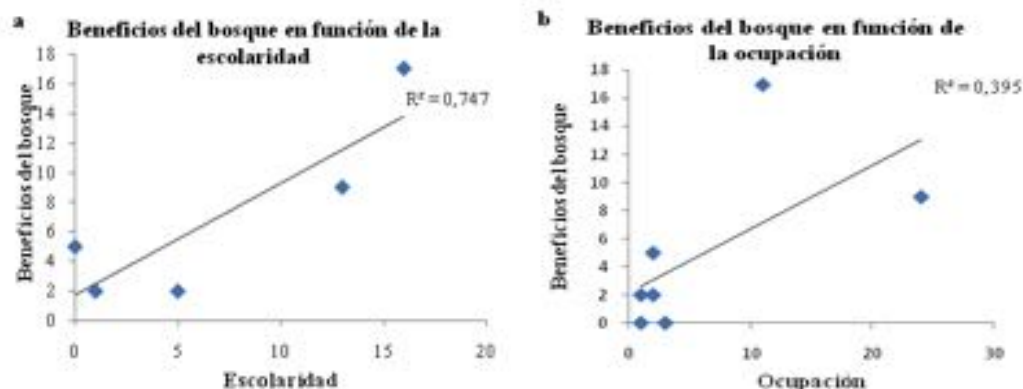 a
Beneficios del bosque en función de la
escolaridad
18
16
14
12
10
8
6
4
2
0
Beneficios del bosque
R² = 0,747
0 5 10 15 20
Escolaridad
b
Beneficios del bosque en función de
la ocupación
18
16
14
12
10
8
6
4
2
0
Beneficios del bosque
R² = 0,395
0 10 20 30
Ocupación